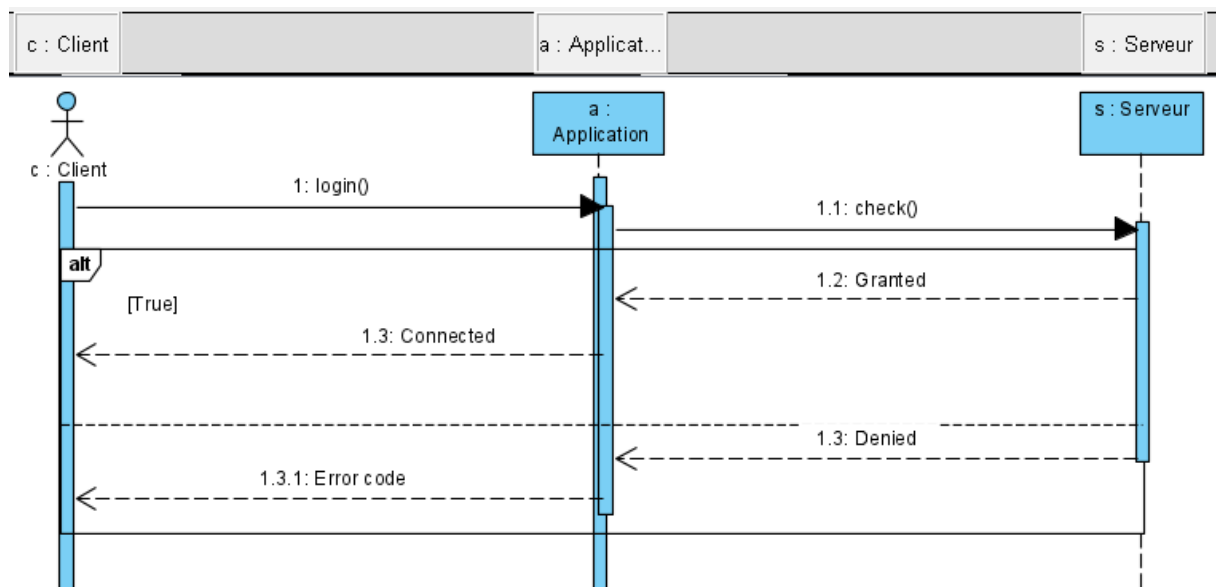 c : Client
a : Applicat...
s : Serveur
a :
Application
s : Serveur
c : Client
1: login()
1.1: check()
alt
1.2: Granted
[True]
1.3: Connected
1.3: Denied
1.3.1: Error code